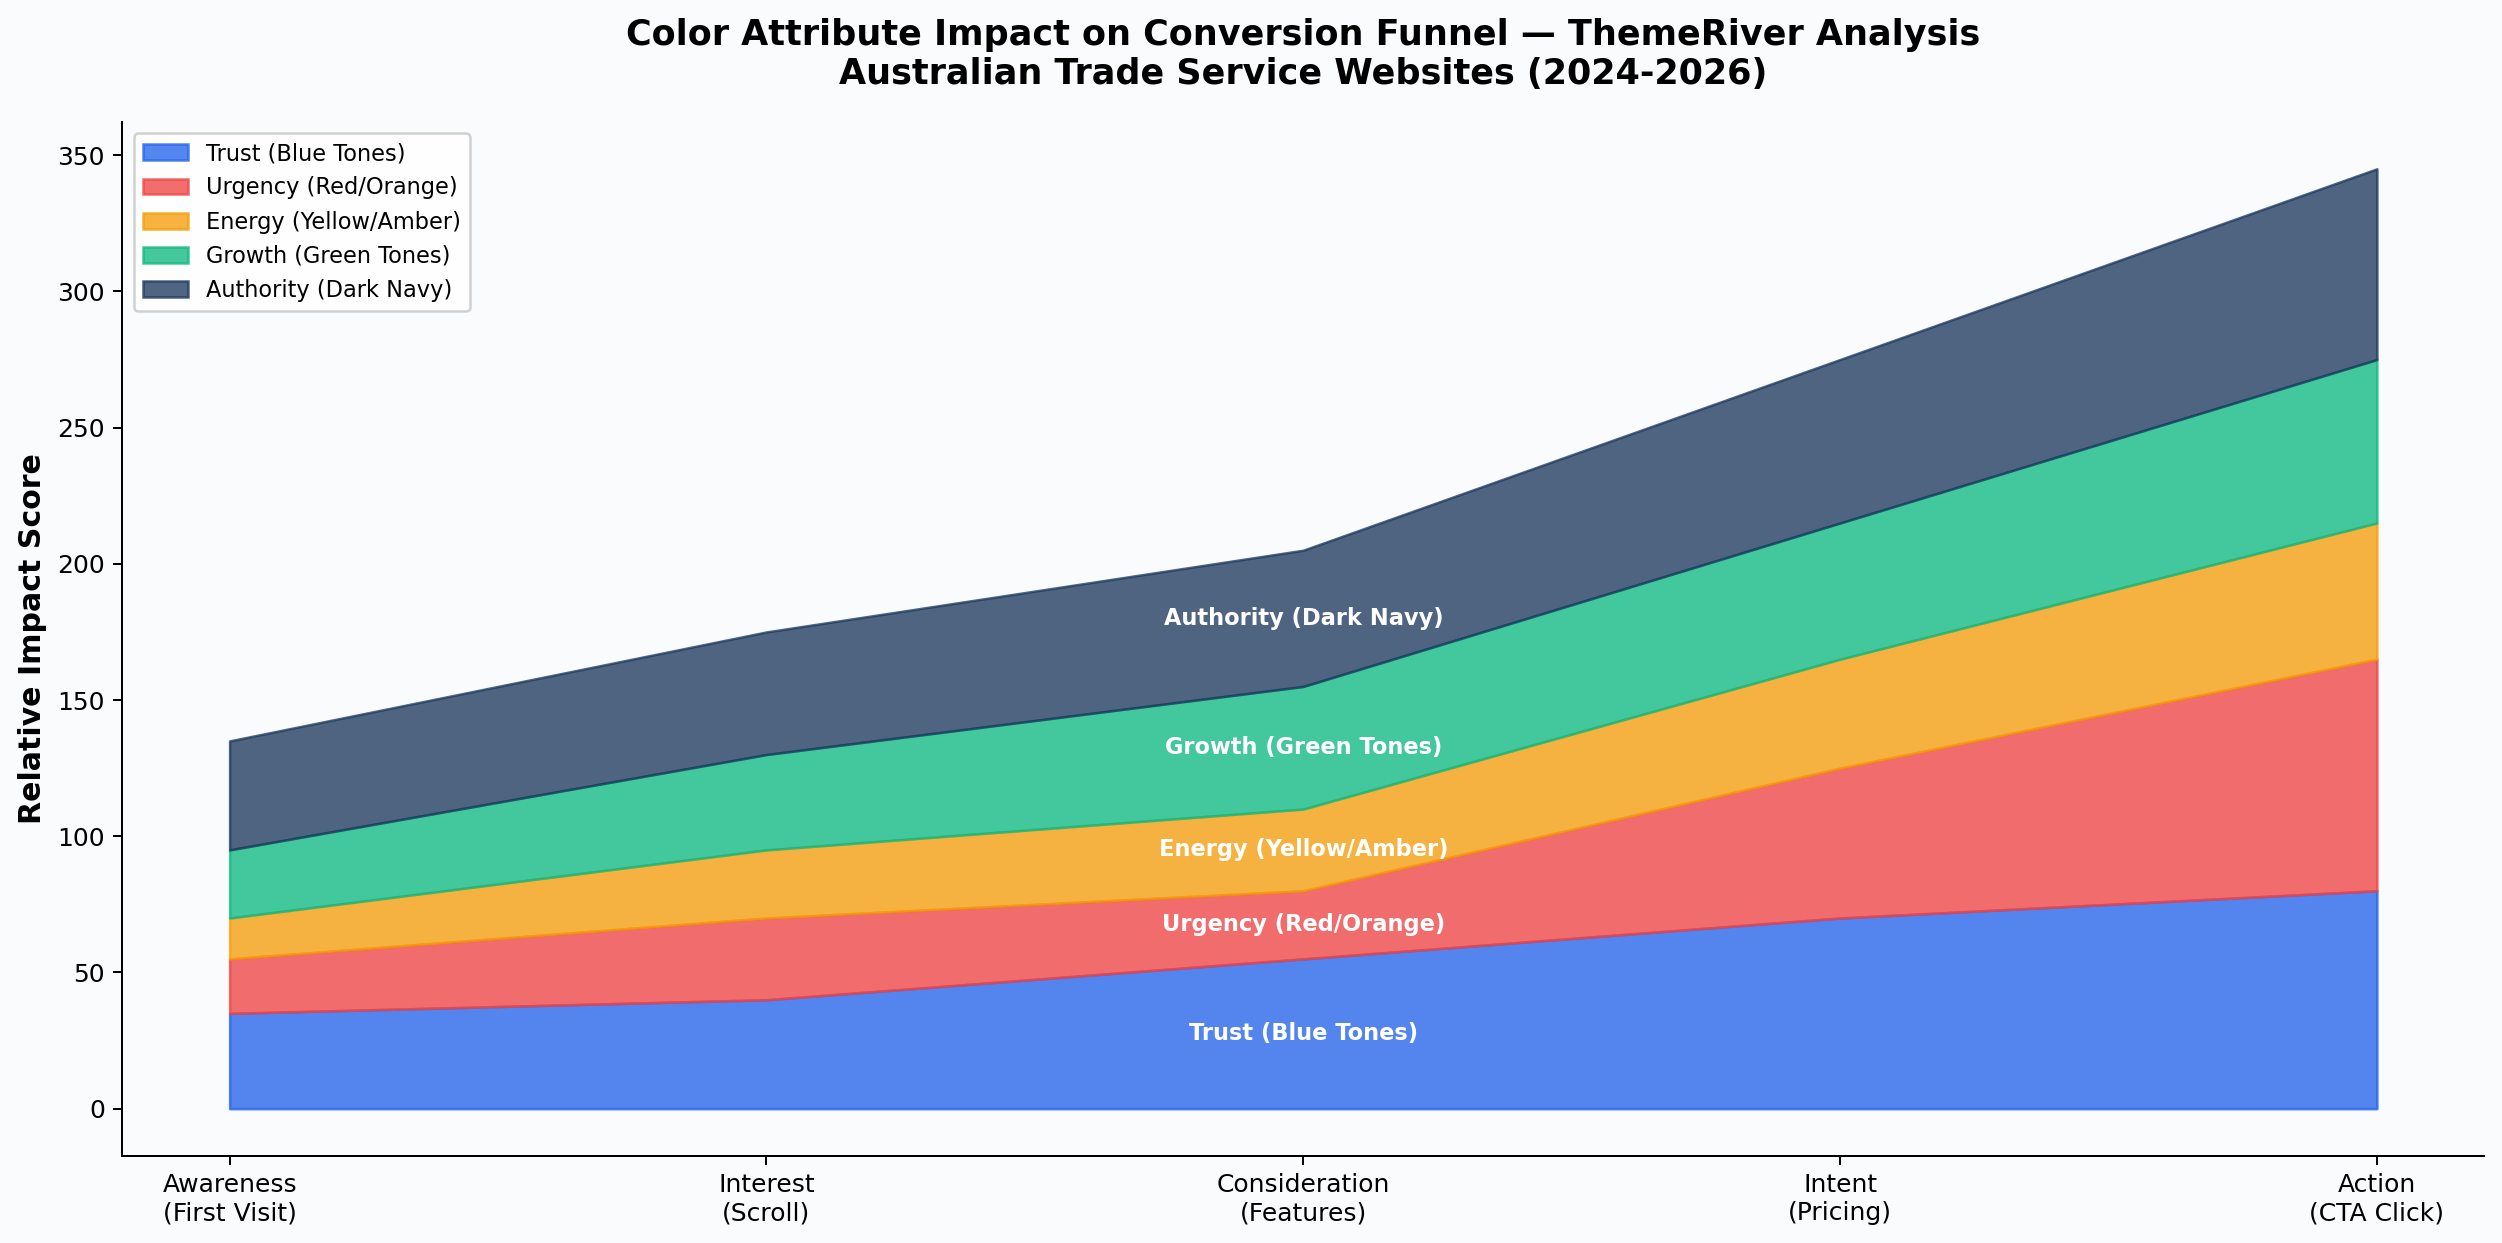 Color Attribute Impact on Conversion Funnel — ThemeRiver Analysis
Australian Trade Service Websites (2024-2026)
Relative Impact Score
350
300
250
200
150
100
50
0
Trust (Blue Tones)
Urgency (Red/Orange)
Energy (Yellow/Amber)
Growth (Green Tones)
Authority (Dark Navy)
Authority (Dark Navy)
Growth (Green Tones)
Energy (Yellow/Amber)
Urgency (Red/Orange)
Trust (Blue Tones)
Awareness
(First Visit)
Interest
(Scroll)
Consideration
(Features)
Intent
(Pricing)
Action
(CTA Click)